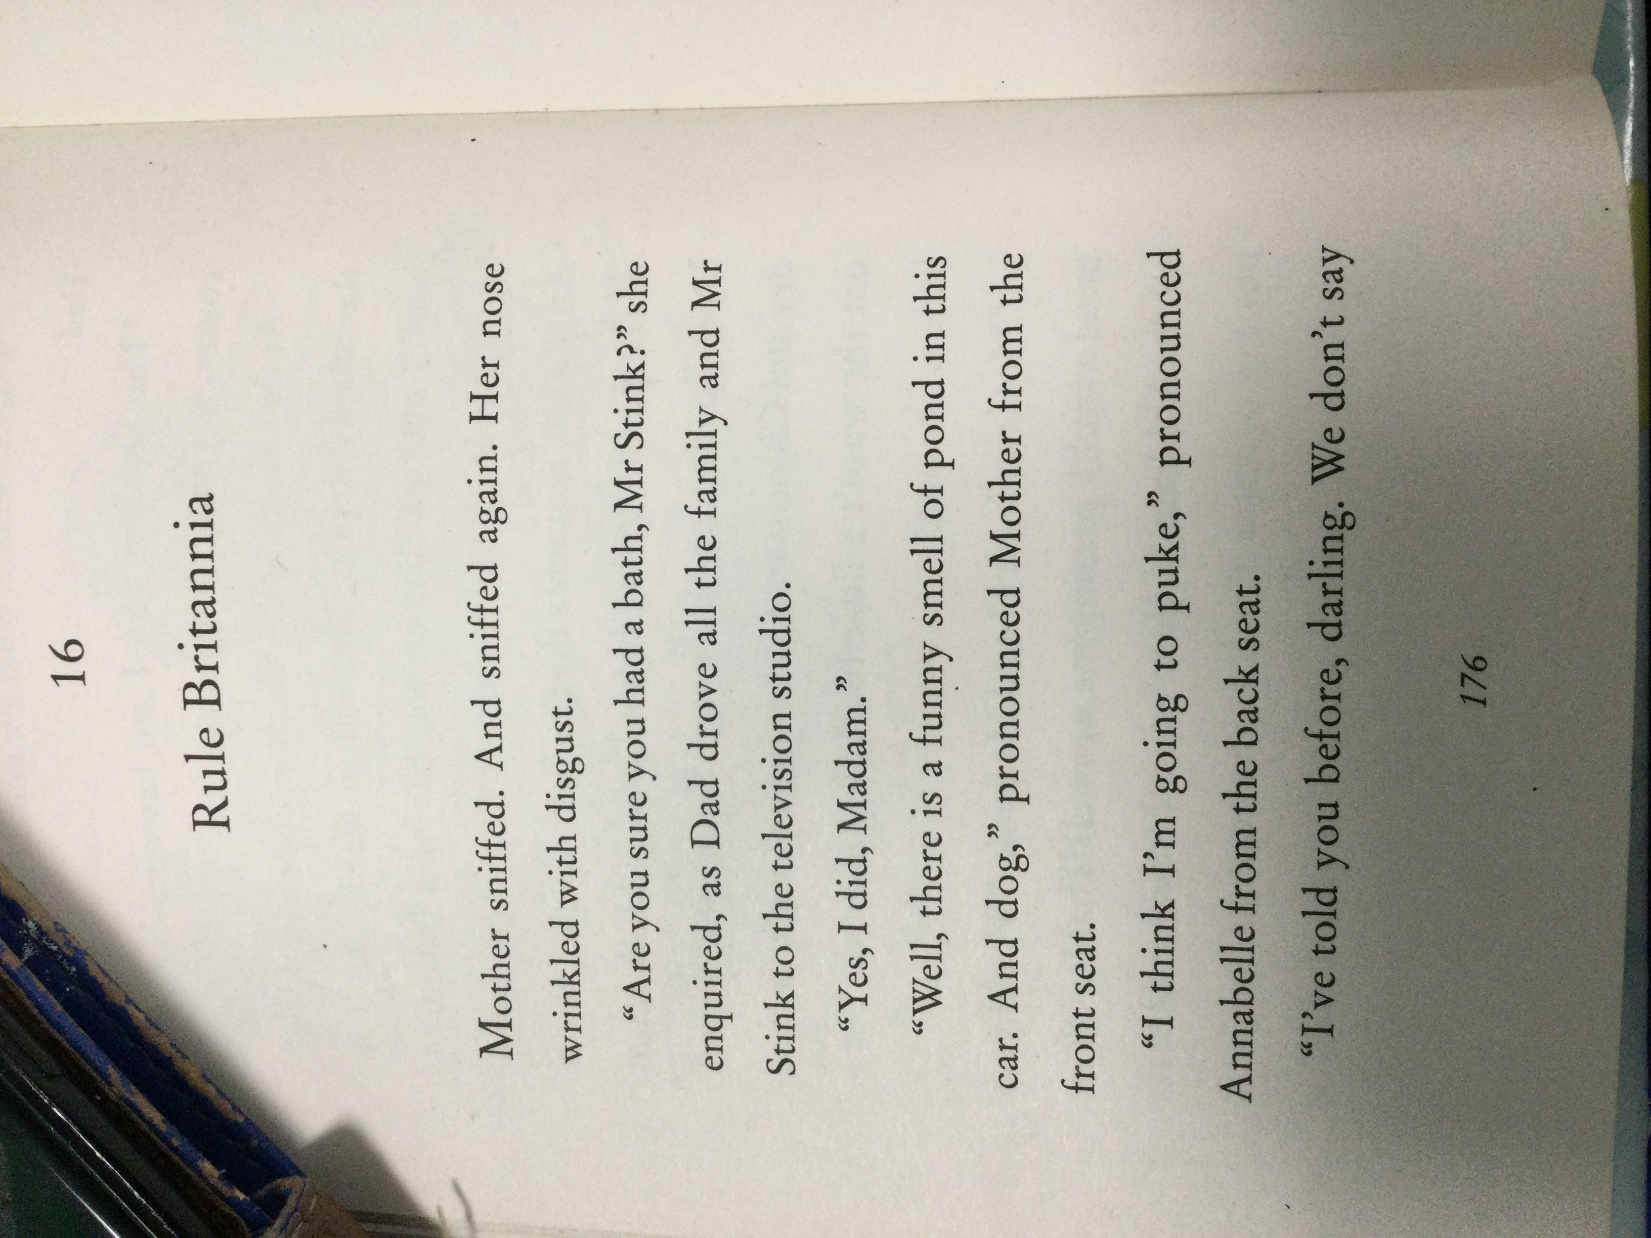 16
Rule Britannia
Mother sniffed. And sniffed again. Her nose
wrinkled with disgust.
“Are you sure you had a bath, Mr Stink?” she
enquired, as Dad drove all the family and Mr
Stink to the television studio.
“Yes, I did, Madam.”
“Well, there is a funny smell of pond in this
car. And dog,” pronounced Mother from the
front seat.
“I think I’m going to puke,” pronounced
Annabelle from the back seat.
“I’ve told you before, darling. We don’t say
176